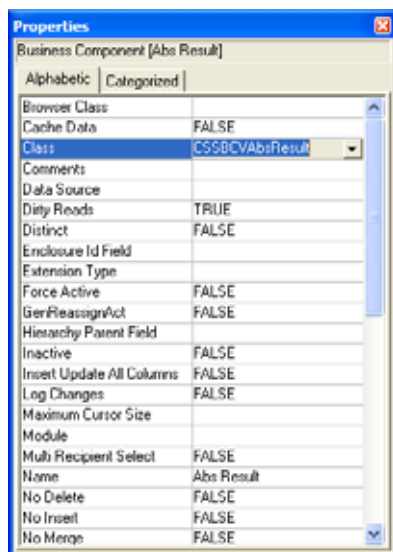 Properties
Business Component [Abs Result]
Alphabetic Categorized
Browser Class
Cache Data FALSE
Class CSSBCVAbsResult
Comments
Data Source
Dirty Reads TRUE
Distinct FALSE
Enclosure Id Field
Extension Type
Force Active FALSE
GenReassignAct FALSE
Hierarchy Parent Field
Inactive FALSE
Insert Update All Columns FALSE
Log Changes FALSE
Maximum Cursor Size
Module
Multi Recipient Select FALSE
Name Abs Result
No Delete FALSE
No Insert FALSE
No Merge FALSE